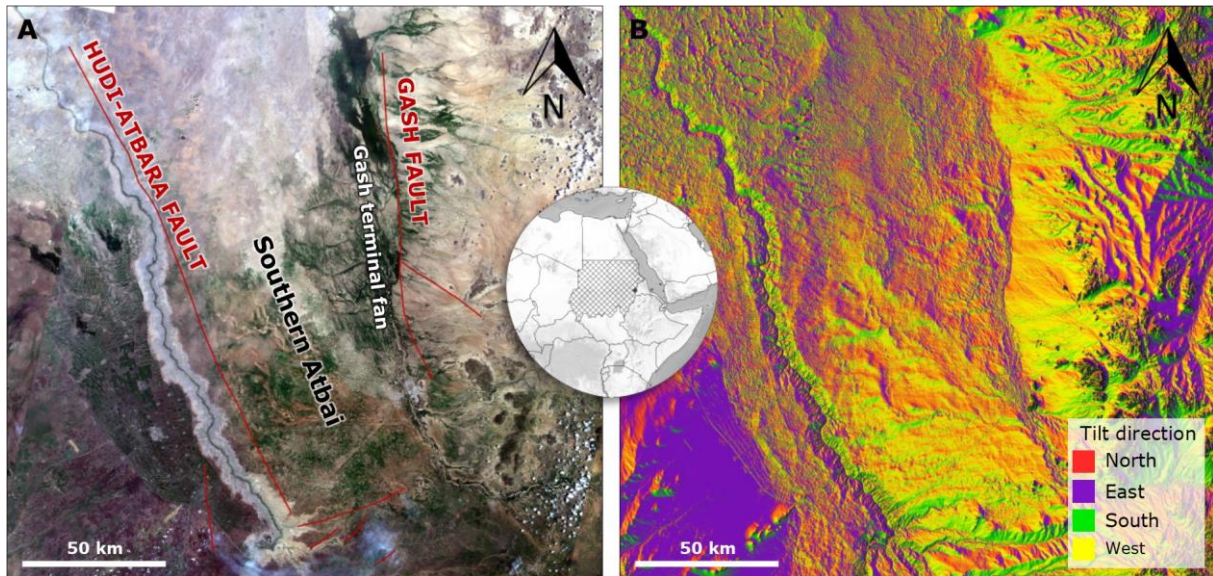 A
HUDI-ATBARA FAULT
Southern Atbai
Gash terminal fan
GASH FAULT
N
50 km
B
N
Tilt direction
North
East
South
West
50 km